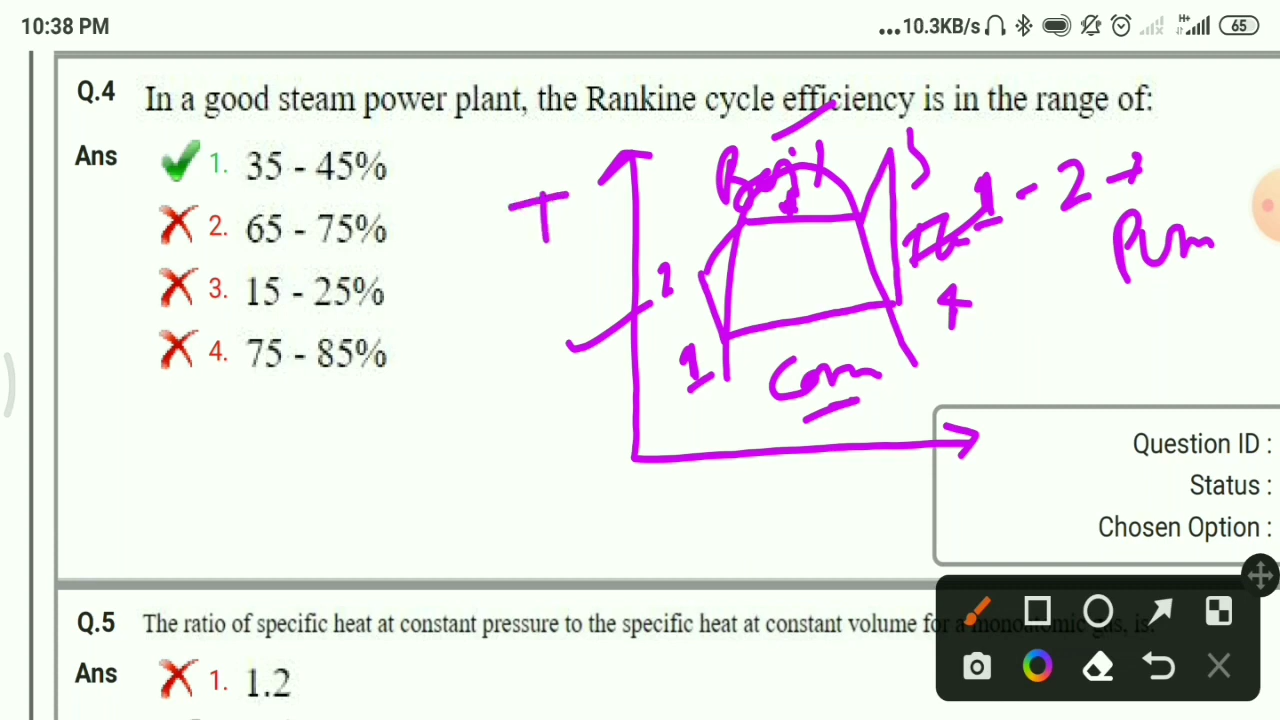 10:38 PM
...10.3KB/s H+ 65
Q.4 In a good steam power plant, the Rankine cycle efficiency is in the range of:
Ans 1. 35 - 45%
2. 65 - 75%
3. 15 - 25%
4. 75 - 85%
T
3
1 - 2 →
Pum
2
4
1
Com
Question ID :
Status :
Chosen Option :
Q.5 The ratio of specific heat at constant pressure to the specific heat at constant volume for a monoatomic gas, is:
Ans 1. 1.2